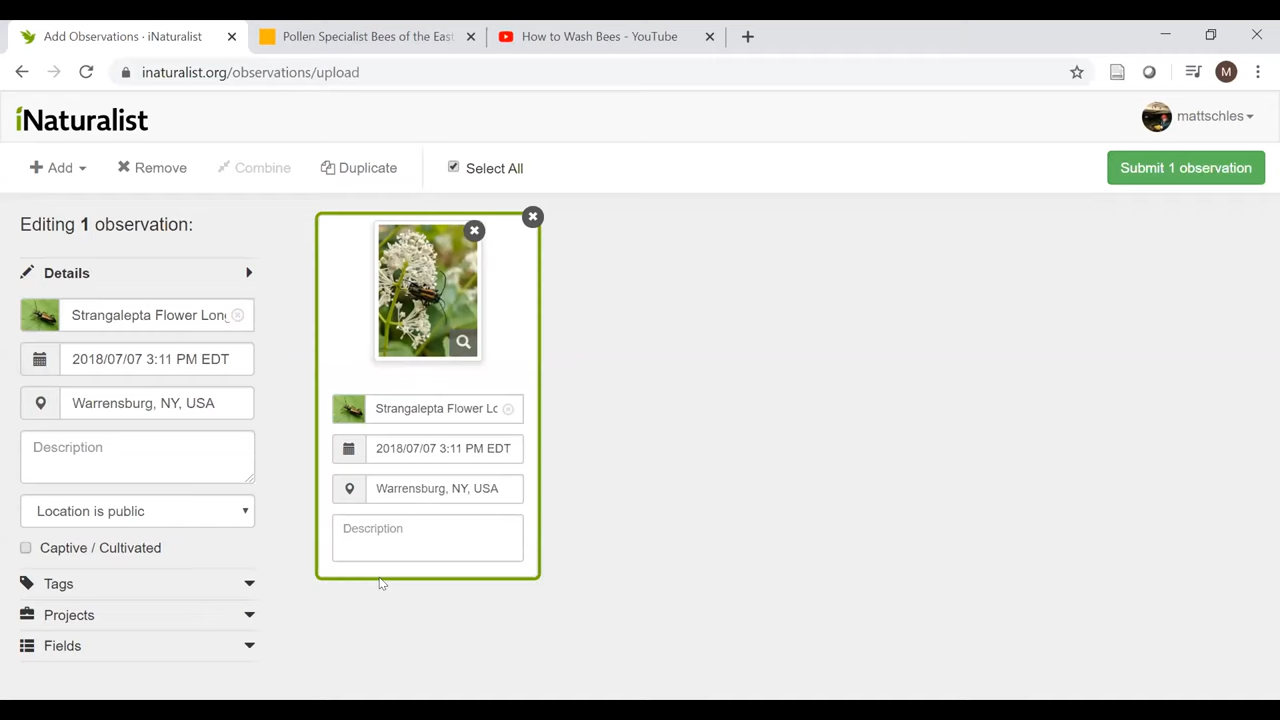 Add Observations · iNaturalist
Pollen Specialist Bees of the East
How to Wash Bees - YouTube
inaturalist.org/observations/upload
M
iNaturalist
mattschles
Add
Remove
Combine
Duplicate
Select All
Submit 1 observation
Editing 1 observation:
Details
Strangalepta Flower Long
2018/07/07 3:11 PM EDT
Warrensburg, NY, USA
Description
Location is public
Captive / Cultivated
Tags
Projects
Fields
Strangalepta Flower Lo
2018/07/07 3:11 PM EDT
Warrensburg, NY, USA
Description